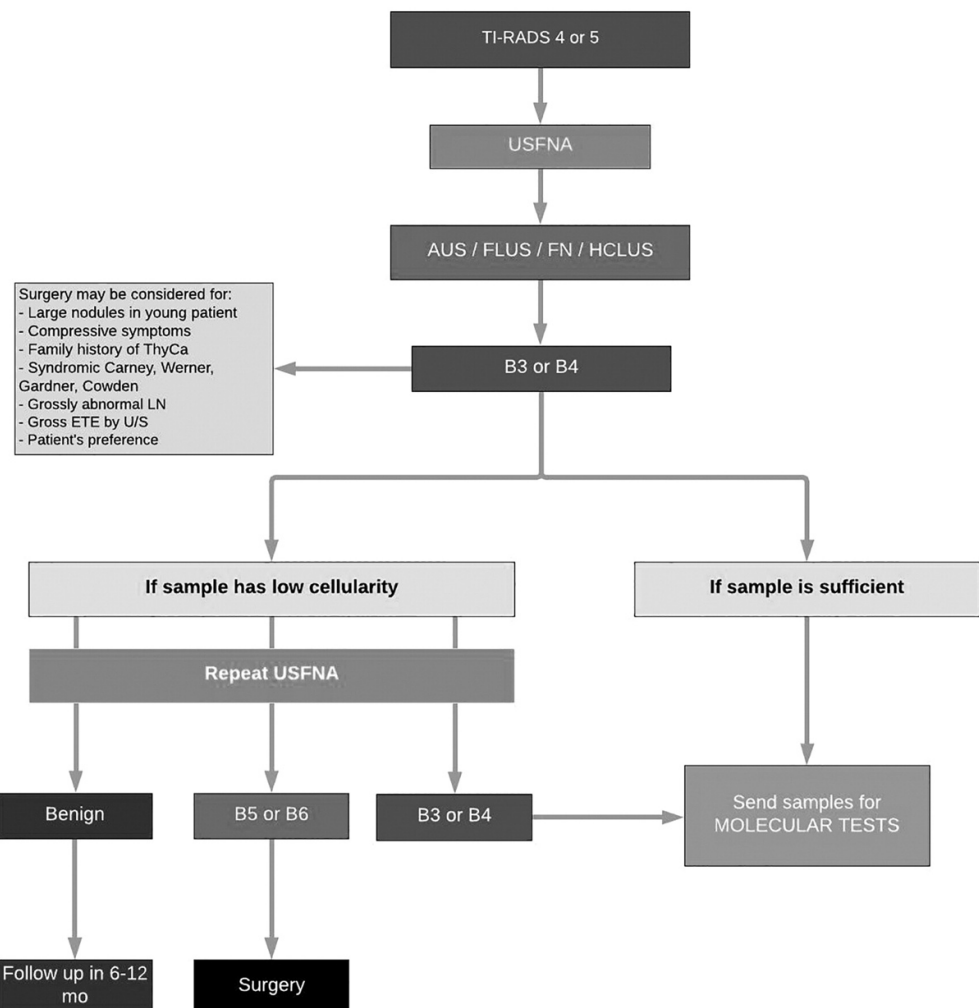 TI-RADS 4 or 5
USFNA
AUS / FLUS / FN / HCLUS
Surgery may be considered for:
- Large nodules in young patient
- Compressive symptoms
- Family history of ThyCa
- Syndromic Carney, Werner,
Gardner, Cowden
- Grossly abnormal LN
- Gross ETE by U/S
- Patient's preference
B3 or B4
If sample has low cellularity
If sample is sufficient
Repeat USFNA
Benign
B5 or B6
B3 or B4
Send samples for
MOLECULAR TESTS
Follow up in 6-12
mo
Surgery